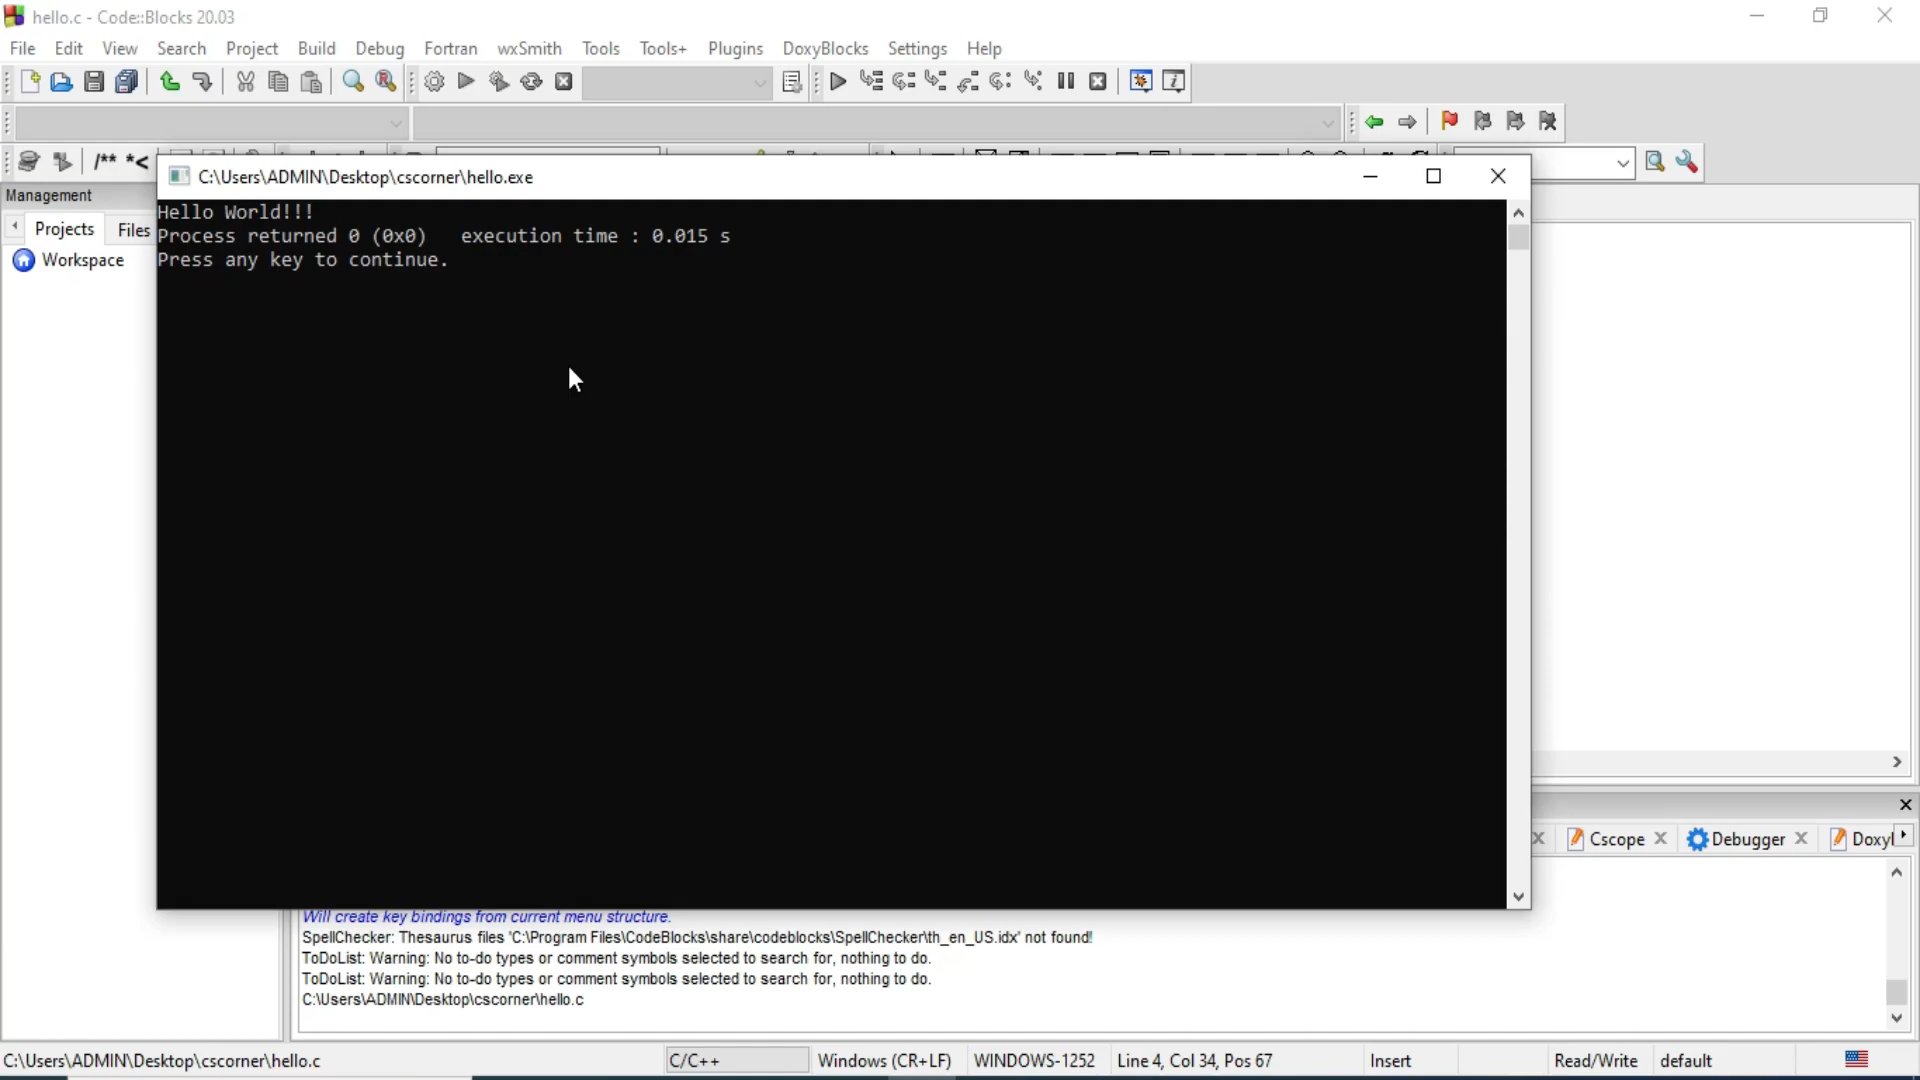 hello.c - Code::Blocks 20.03
File Edit View Search Project Build Debug Fortran wxSmith Tools Tools+ Plugins DoxyBlocks Settings Help
/** *<
Management
C:\Users\ADMIN\Desktop\cscorner\hello.exe
Projects Files
Workspace
Hello World!!!
Process returned 0 (0x0)   execution time : 0.015 s
Press any key to continue.
Cscope Debugger
Will create key bindings from current menu structure.
SpellChecker: Thesaurus files 'C:\Program Files\CodeBlocks\share\codeblocks\SpellChecker\th_en_US.idx' not found!
ToDoList: Warning: No to-do types or comment symbols selected to search for, nothing to do.
ToDoList: Warning: No to-do types or comment symbols selected to search for, nothing to do.
C:\Users\ADMIN\Desktop\cscorner\hello.c
C:\Users\ADMIN\Desktop\cscorner\hello.c C/C++ Windows (CR+LF) WINDOWS-1252 Line 4, Col 34, Pos 67 Insert Read/Write default